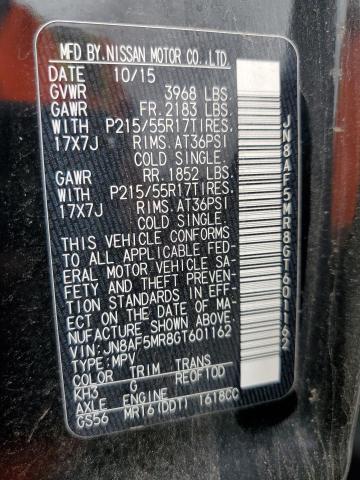 MFD BY.NISSAN MOTOR CO.,LTD.
DATE 10/15
GVWR 3968 LBS.
GAWR FR.2183 LBS.
WITH P215/55R17TIRES.
17X7J RIMS.AT36PSI
COLD SINGLE.
GAWR RR.1852 LBS.
WITH P215/55R17TIRES.
17X7J RIMS.AT36PSI
COLD SINGLE.
THIS VEHICLE CONFORMS
TO ALL APPLICABLE FED-
ERAL MOTOR VEHICLE SA-
FETY AND THEFT PREVENTION
STANDARDS IN EFF-
ECT ON THE DATE OF MA-
NUFACTURE SHOWN ABOVE.
VIN:JN8AF5MR8GT601162
TYPE:MPV
COLOR TRIM TRANS
KH3 G RE0F10D
AXLE ENGINE
GS56 MR16(DDT) 1618CC
JN8AF5MR8GT601162